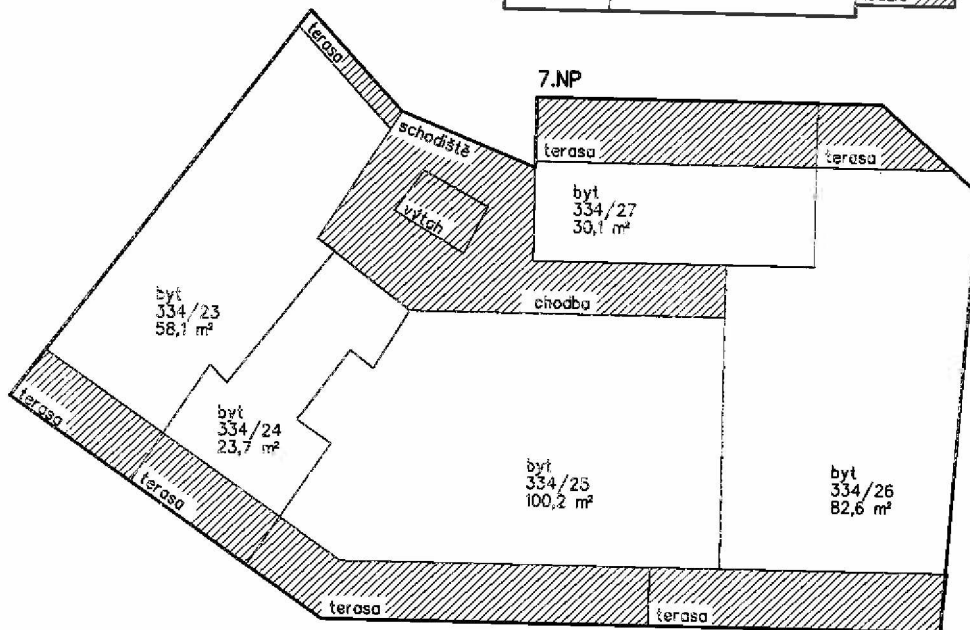 terasa
7.NP
schodiště
výtah
terasa
terasa
byt
334/27
30,1 m²
chodba
byt
334/23
58,1 m²
terasa
byt
334/24
23,7 m²
terasa
byt
334/25
100,2 m²
byt
334/26
82,6 m²
terasa
terasa